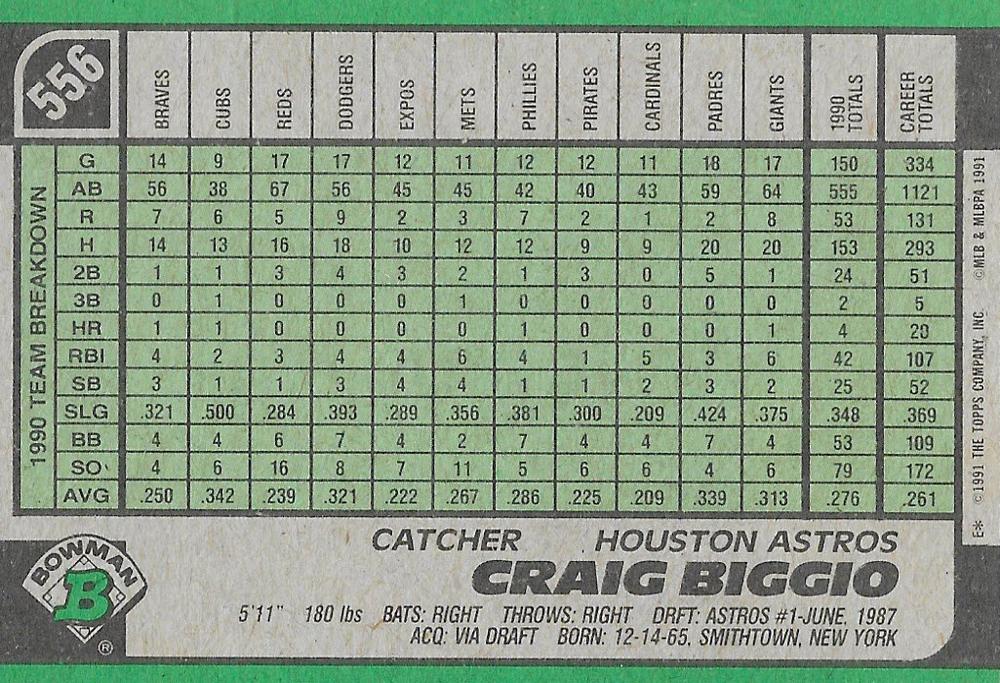 556 BRAVES CUBS REDS DODGERS EXPOS METS PHILLIES PIRATES CARDINALS PADRES GIANTS 1990 TOTALS CAREER TOTALS
1990 TEAM BREAKDOWN
G 14 9 17 17 12 11 12 12 11 18 17 150 334
AB 56 38 67 56 45 45 42 40 43 59 64 555 1121
R 7 6 5 9 2 3 7 2 1 2 8 53 131
H 14 13 16 18 10 12 12 9 9 20 20 153 293
2B 1 1 3 4 3 2 1 3 0 5 1 24 51
3B 0 1 0 0 0 1 0 0 0 0 0 2 5
HR 1 1 0 0 0 0 1 0 0 0 1 4 20
RBI 4 2 3 4 4 6 4 1 5 3 6 42 107
SB 3 1 1 3 4 4 1 1 2 3 2 25 52
SLG .321 .500 .284 .393 .289 .356 .381 .300 .209 .424 .375 .348 .369
BB 4 4 6 7 4 2 7 4 4 7 4 53 109
SO 4 6 16 8 7 11 5 6 6 4 6 79 172
AVG .250 .342 .239 .321 .222 .267 .286 .225 .209 .339 .313 .276 .261
E* ©1991 THE TOPPS COMPANY, INC. ©MLB & MLBPA 1991
BOWMAN
B
®
CATCHER HOUSTON ASTROS
CRAIG BIGGIO
5'11" 180 lbs BATS: RIGHT THROWS: RIGHT DRFT: ASTROS #1-JUNE, 1987
ACQ: VIA DRAFT BORN: 12-14-65, SMITHTOWN, NEW YORK